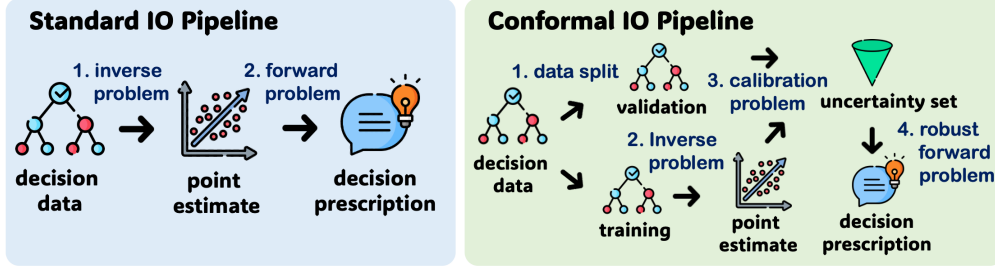 Standard IO Pipeline
1. inverse
problem
2. forward
problem
decision
data
point
estimate
decision
prescription
Conformal IO Pipeline
1. data split
decision
data
validation
2. Inverse
problem
training
3. calibration
problem
point
estimate
uncertainty set
4. robust
forward
problem
decision
prescription